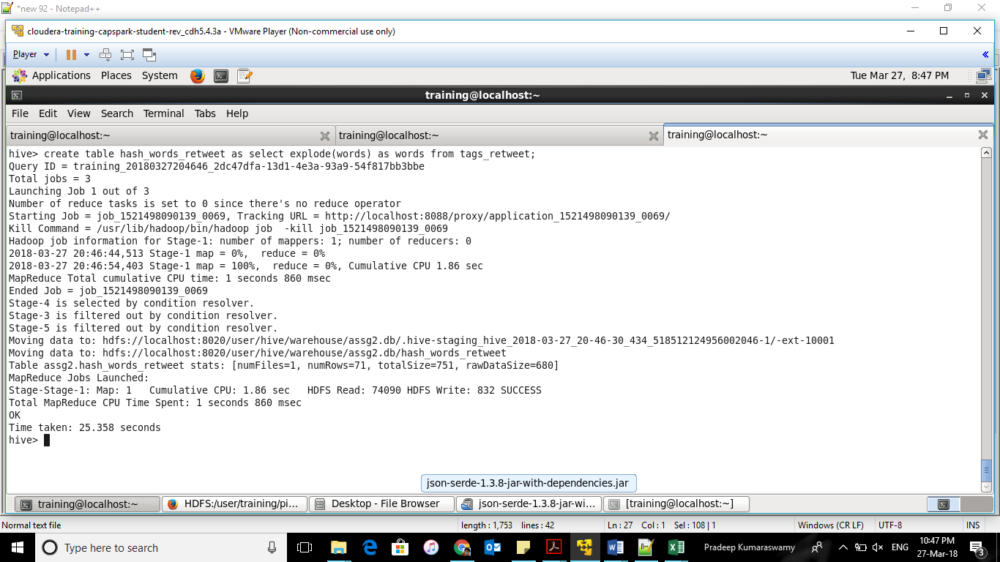 *new 92 - Notepad++
cloudera-training-capspark-student-rev_cdh5.4.3a - VMware Player (Non-commercial use only)
Player
Applications Places System Tue Mar 27, 8:47 PM
training@localhost:~
File Edit View Search Terminal Tabs Help
training@localhost:~ training@localhost:~ training@localhost:~
hive> create table hash_words_retweet as select explode(words) as words from tags_retweet;
Query ID = training_20180327204646_2dc47dfa-13d1-4e3a-93a9-54f817bb3bbe
Total jobs = 3
Launching Job 1 out of 3
Number of reduce tasks is set to 0 since there's no reduce operator
Starting Job = job_1521498090139_0069, Tracking URL = http://localhost:8088/proxy/application_1521498090139_0069/
Kill Command = /usr/lib/hadoop/bin/hadoop job  -kill job_1521498090139_0069
Hadoop job information for Stage-1: number of mappers: 1; number of reducers: 0
2018-03-27 20:46:44,513 Stage-1 map = 0%,  reduce = 0%
2018-03-27 20:46:54,403 Stage-1 map = 100%,  reduce = 0%, Cumulative CPU 1.86 sec
MapReduce Total cumulative CPU time: 1 seconds 860 msec
Ended Job = job_1521498090139_0069
Stage-4 is selected by condition resolver.
Stage-3 is filtered out by condition resolver.
Stage-5 is filtered out by condition resolver.
Moving data to: hdfs://localhost:8020/user/hive/warehouse/assg2.db/.hive-staging_hive_2018-03-27_20-46-30_434_518512124956002046-1/-ext-10001
Moving data to: hdfs://localhost:8020/user/hive/warehouse/assg2.db/hash_words_retweet
Table assg2.hash_words_retweet stats: [numFiles=1, numRows=71, totalSize=751, rawDataSize=680]
MapReduce Jobs Launched:
Stage-Stage-1: Map: 1   Cumulative CPU: 1.86 sec   HDFS Read: 74090 HDFS Write: 832 SUCCESS
Total MapReduce CPU Time Spent: 1 seconds 860 msec
OK
Time taken: 25.358 seconds
hive>
json-serde-1.3.8-jar-with-dependencies.jar
training@localhost:~ HDFS:/user/training/pi... Desktop - File Browser json-serde-1.3.8-jar-wi... [training@localhost:~]
Normal text file length : 1,753 lines : 42 Ln : 27 Col : 1 Sel : 108 | 1 Windows (CR LF) UTF-8 INS
Type here to search Pradeep Kumaraswamy ENG 10:47 PM
27-Mar-18 3